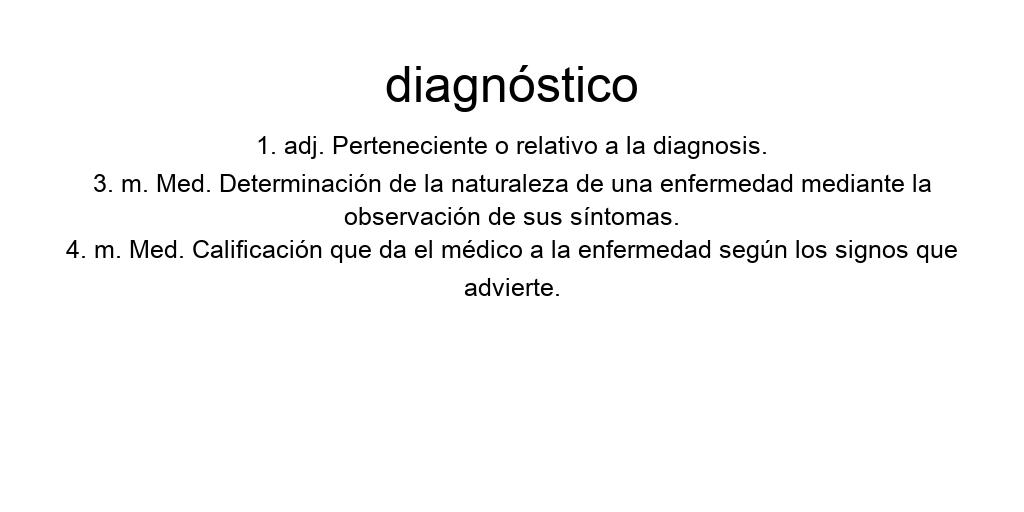 diagnóstico
1. adj. Perteneciente o relativo a la diagnosis.
3. m. Med. Determinación de la naturaleza de una enfermedad mediante la
observación de sus síntomas.
4. m. Med. Calificación que da el médico a la enfermedad según los signos que
advierte.